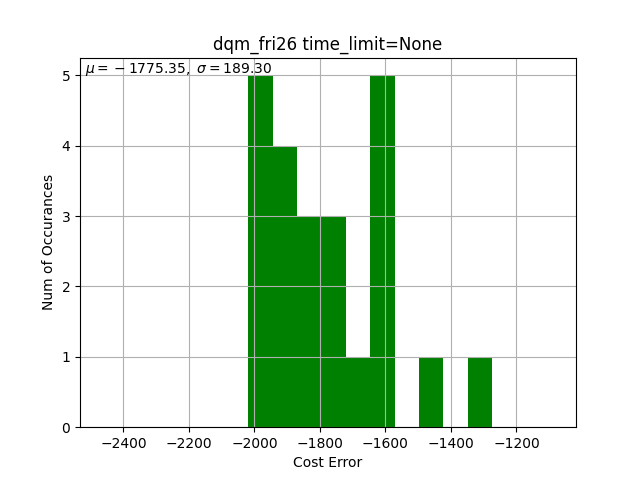 dqm_fri26 time_limit=None
μ = − 1775.35, σ = 189.30
5
4
3
2
1
0
Num of Occurances
−2400 −2200 −2000 −1800 −1600 −1400 −1200
Cost Error